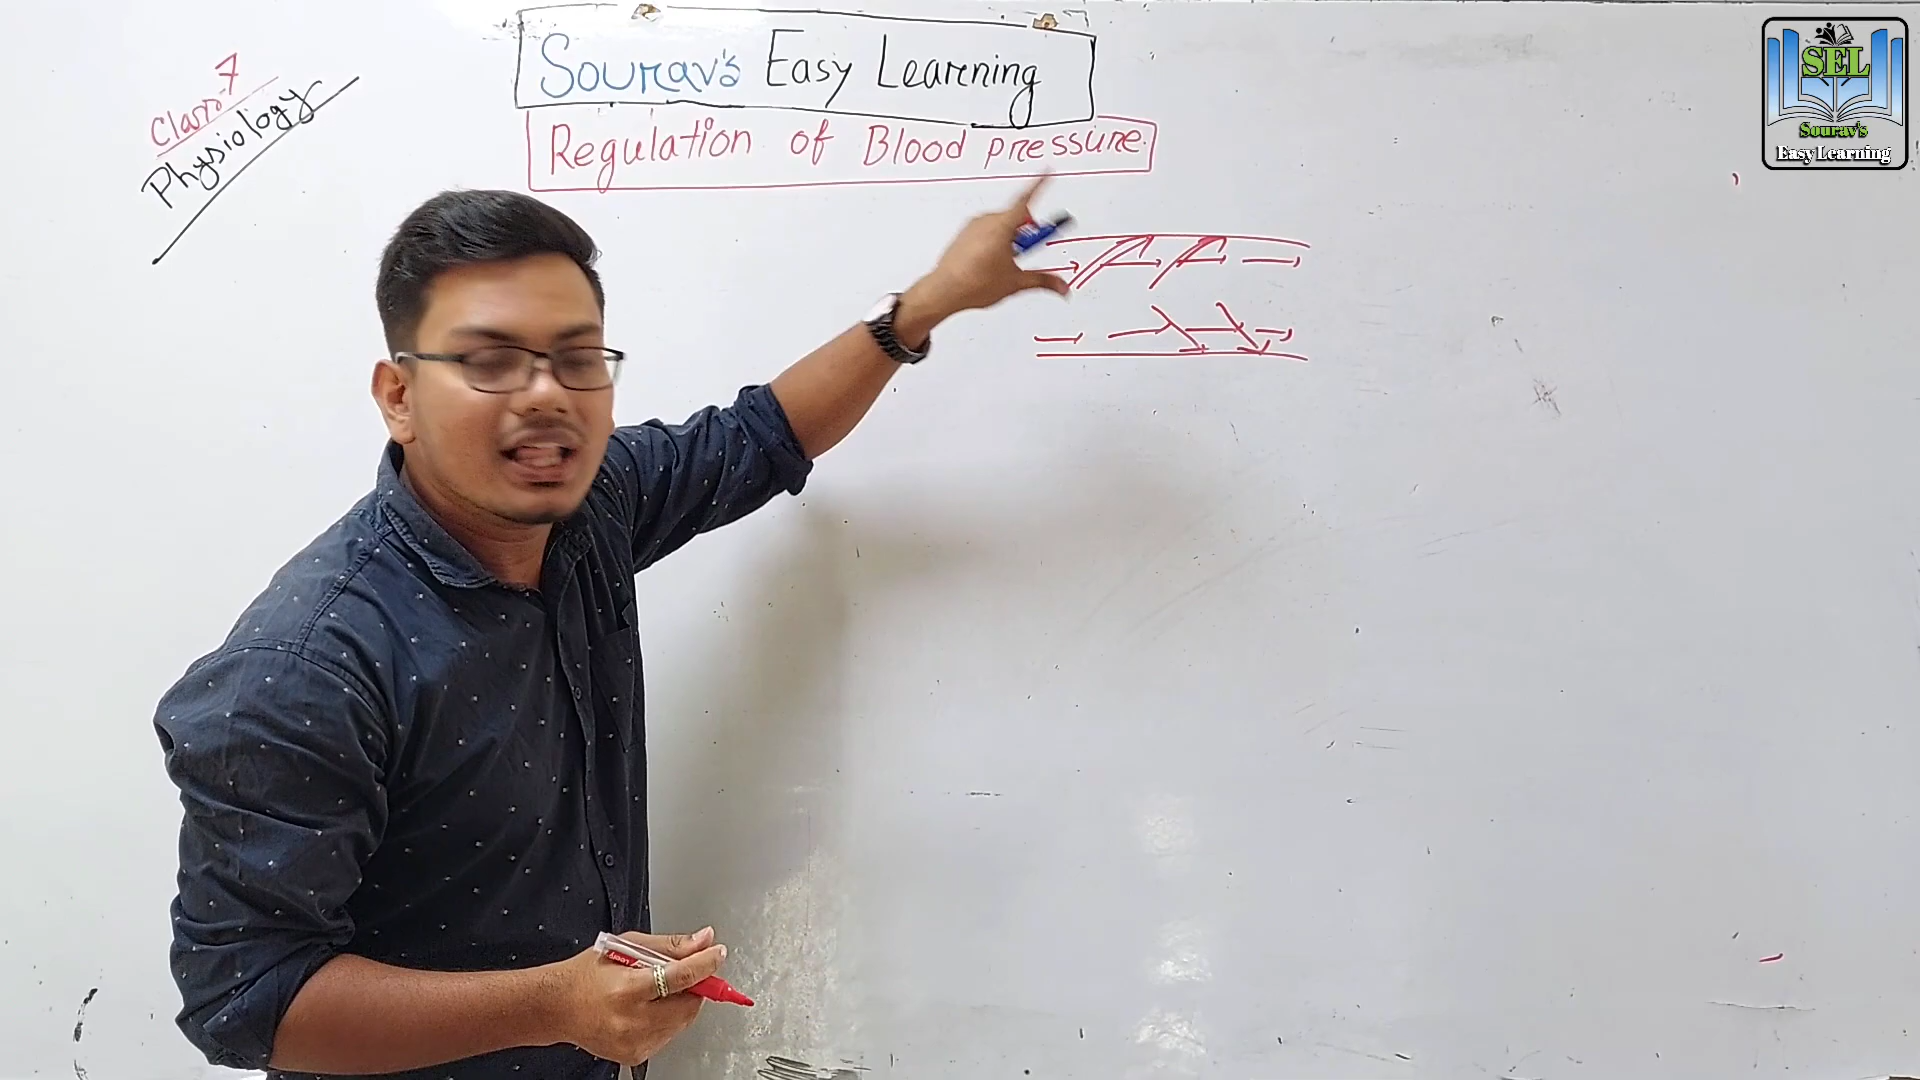 Class-7
Physiology
Sourav's Easy Learning
Regulation of Blood pressure.
SEL
Sourav's
Easy Learning